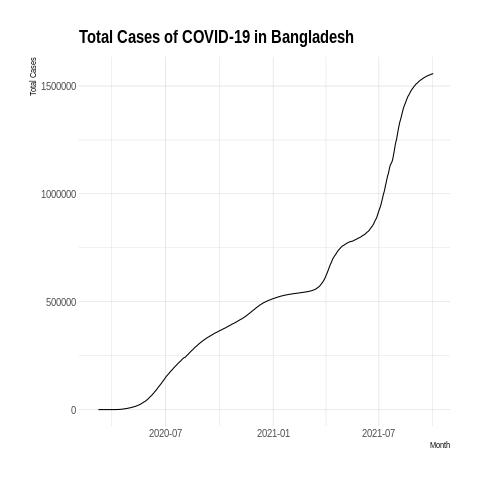 Total Cases of COVID-19 in Bangladesh
Total Cases
1500000
1000000
500000
0
2020-07 2021-01 2021-07
Month